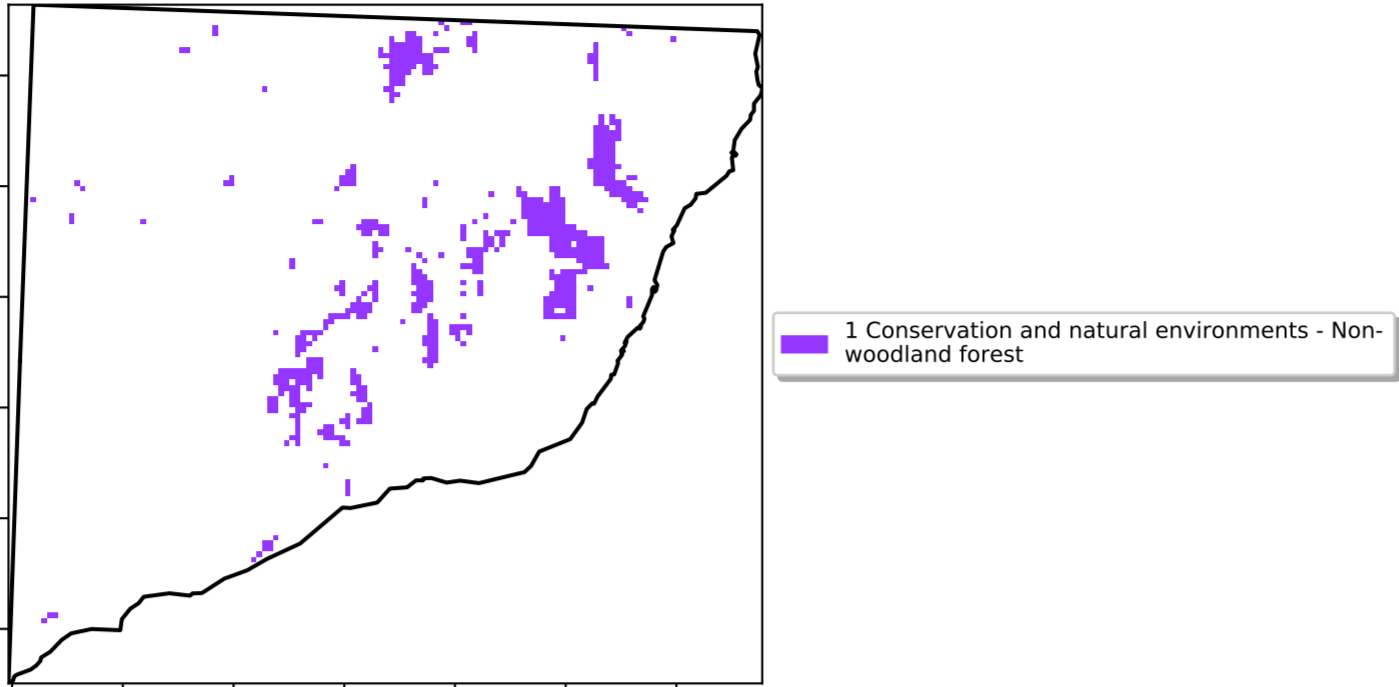 1 Conservation and natural environments - Non-
woodland forest